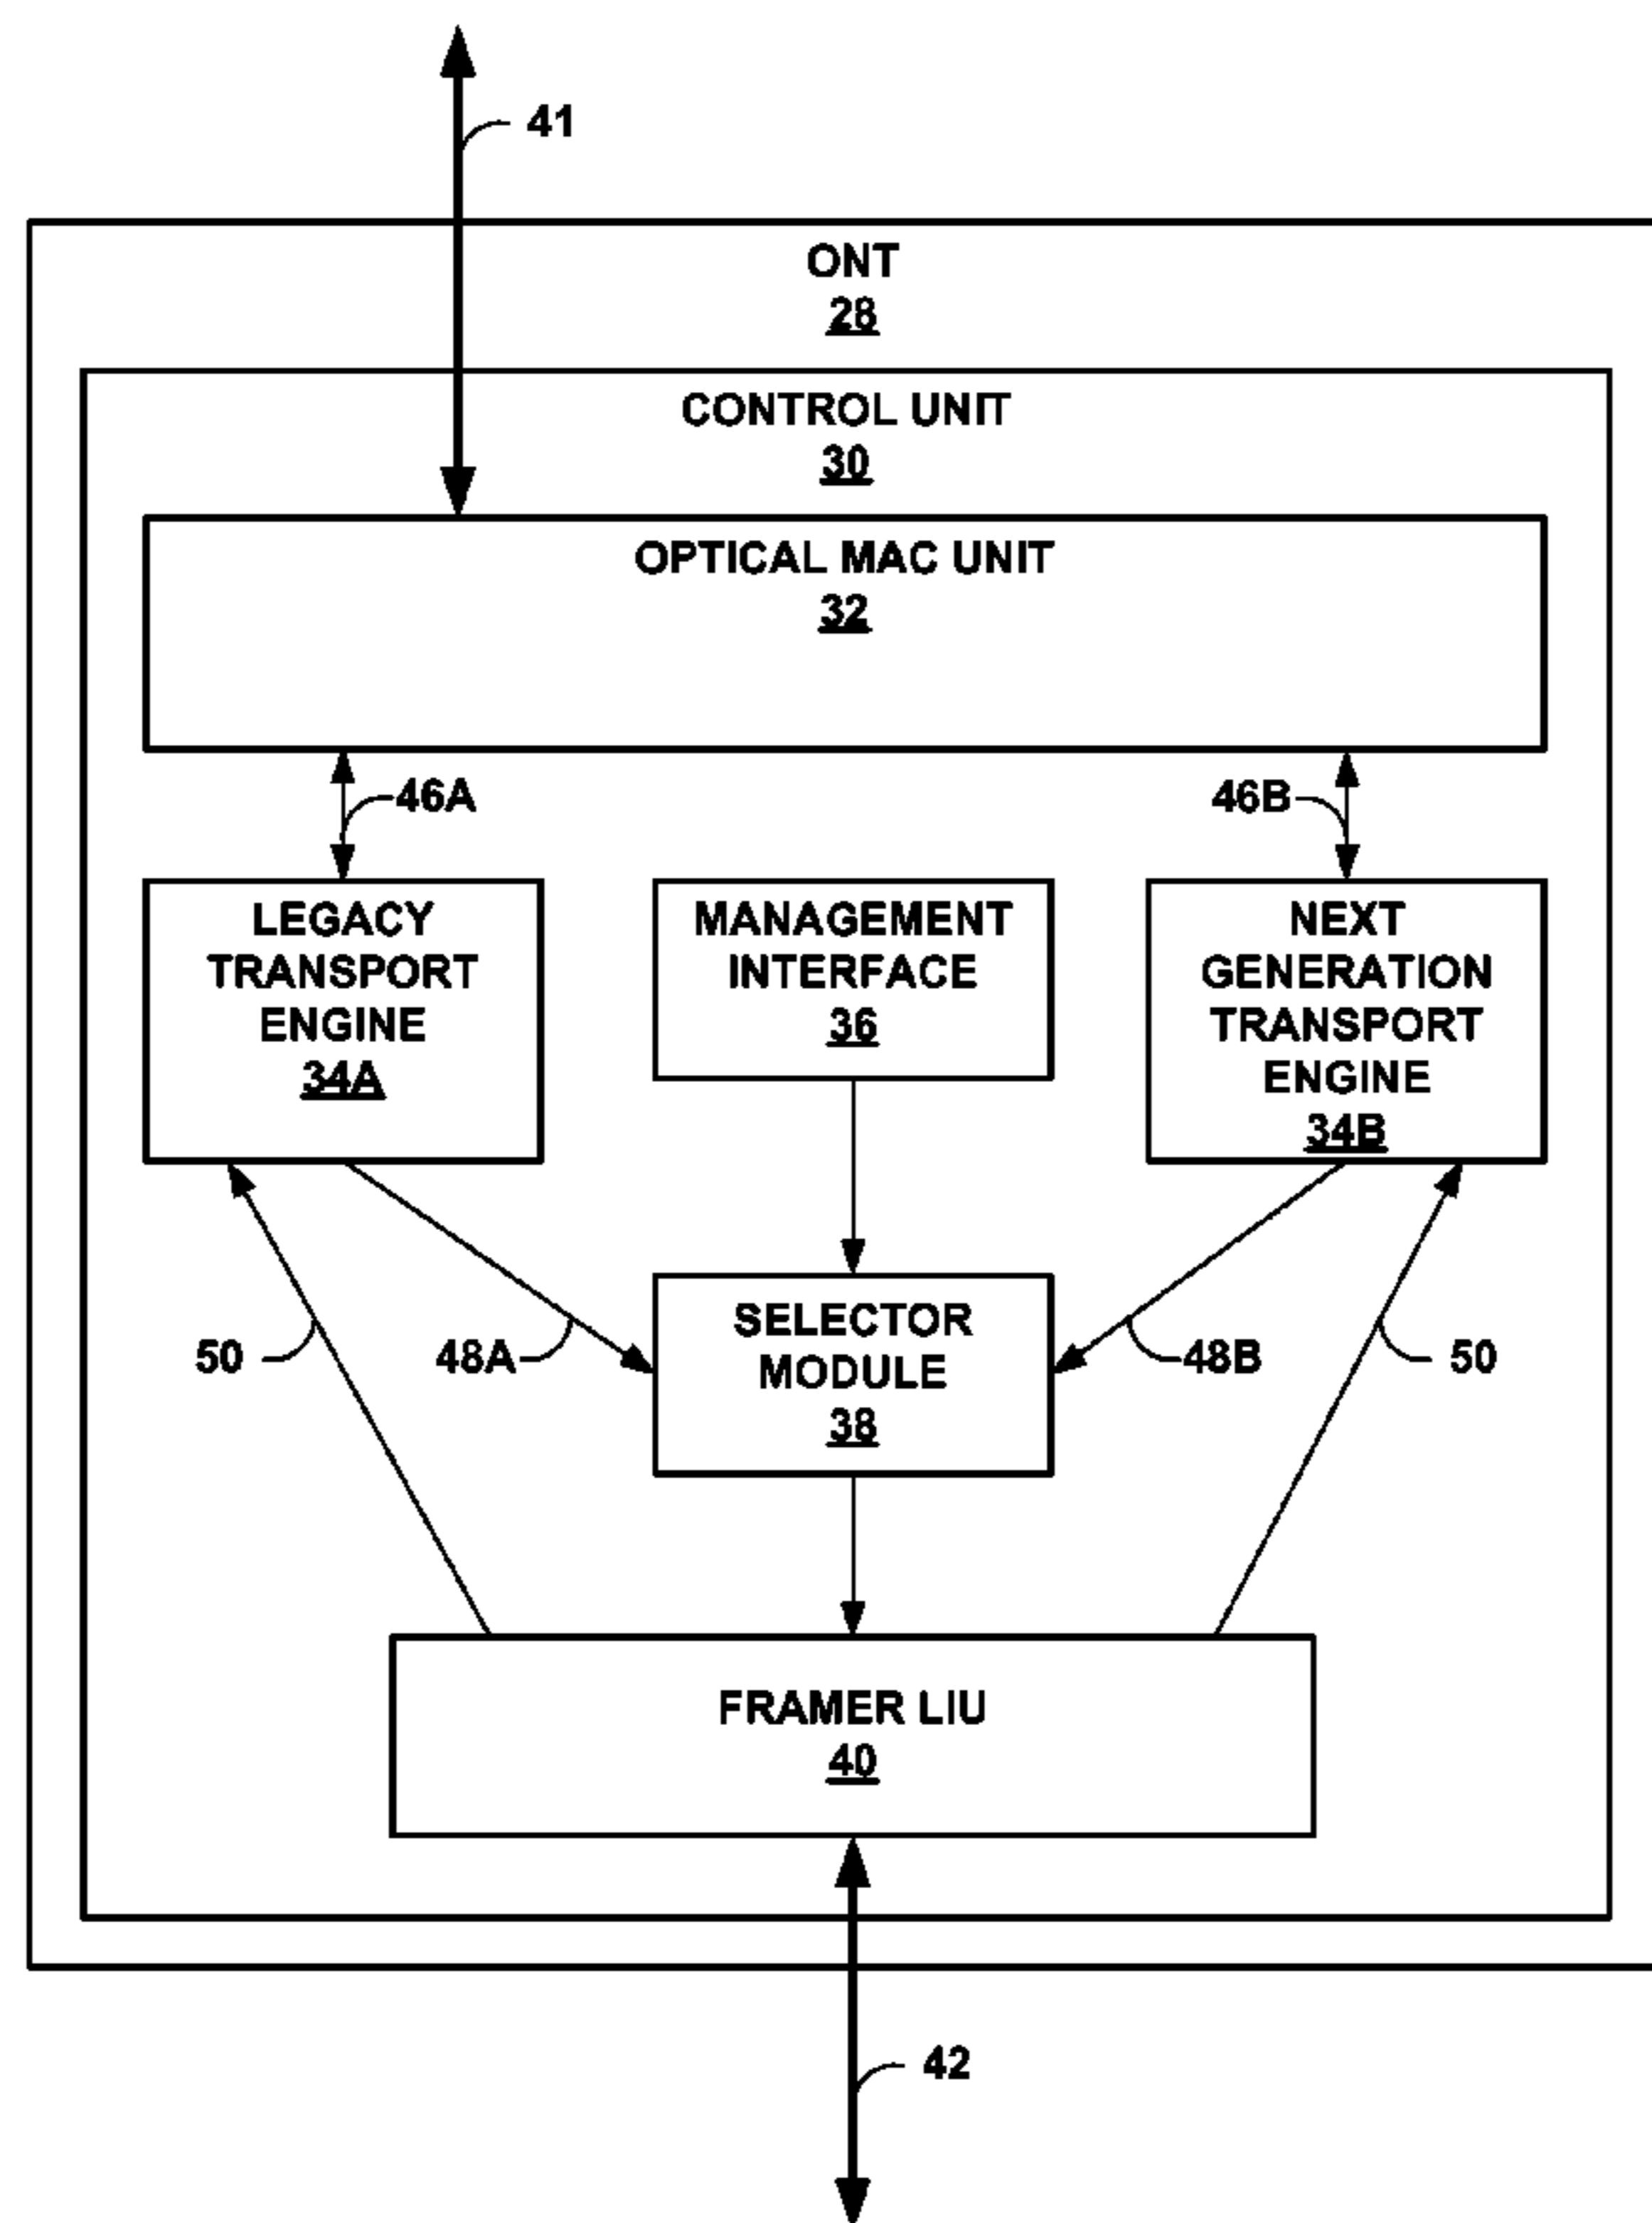 41
ONT
28
CONTROL UNIT
30
OPTICAL MAC UNIT
32
46A
46B
LEGACY
TRANSPORT
ENGINE
34A
MANAGEMENT
INTERFACE
36
NEXT
GENERATION
TRANSPORT
ENGINE
34B
50
48A
SELECTOR
MODULE
38
48B
50
FRAMER LIU
40
42